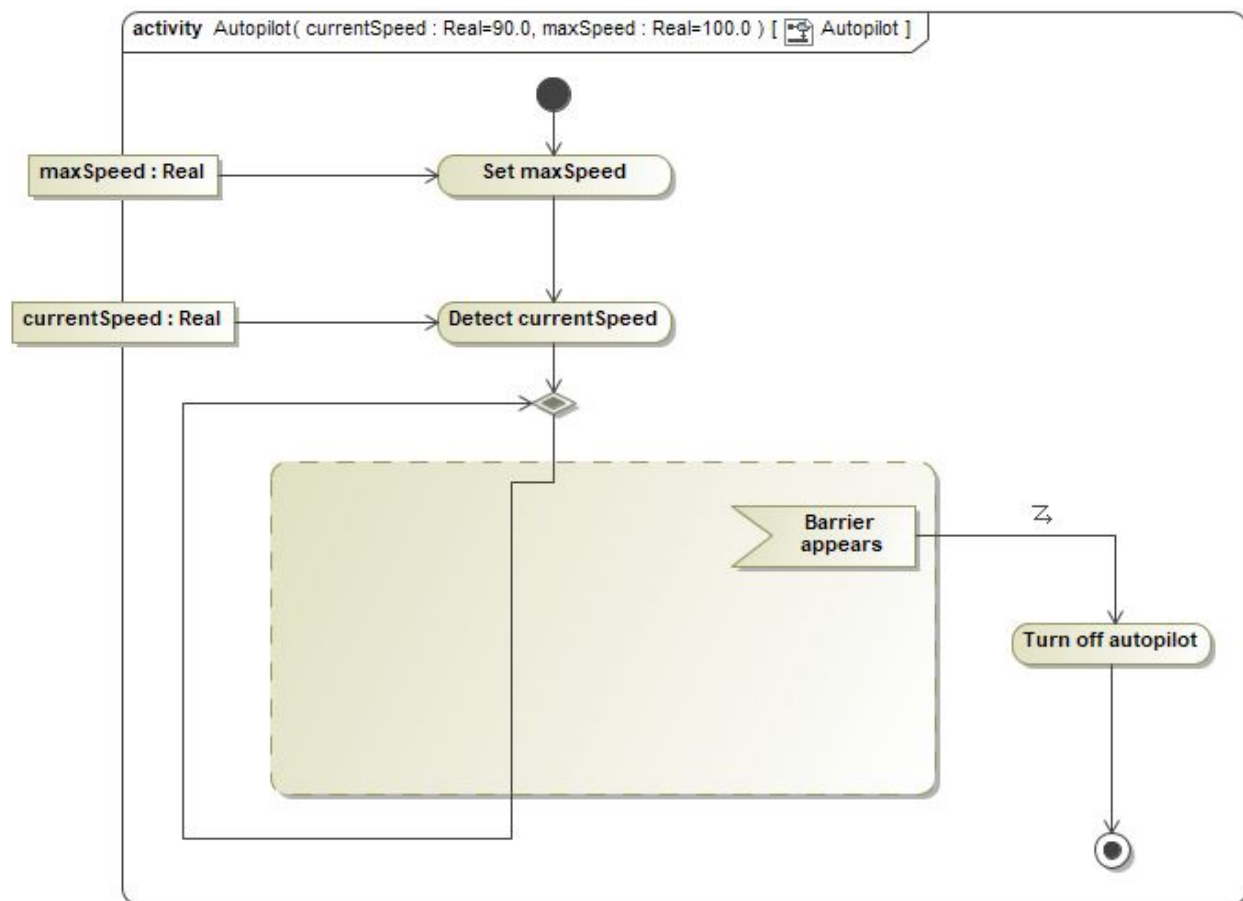 activity Autopilot( currentSpeed : Real=90.0, maxSpeed : Real=100.0 ) [ Autopilot ]
maxSpeed : Real
Set maxSpeed
currentSpeed : Real
Detect currentSpeed
Barrier
appears
Turn off autopilot